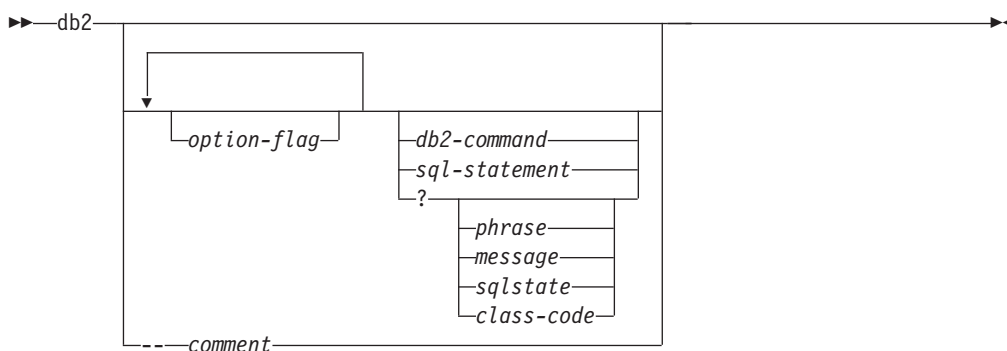 db2
option-flag
db2-command
sql-statement
?
phrase
message
sqlstate
class-code
-- comment